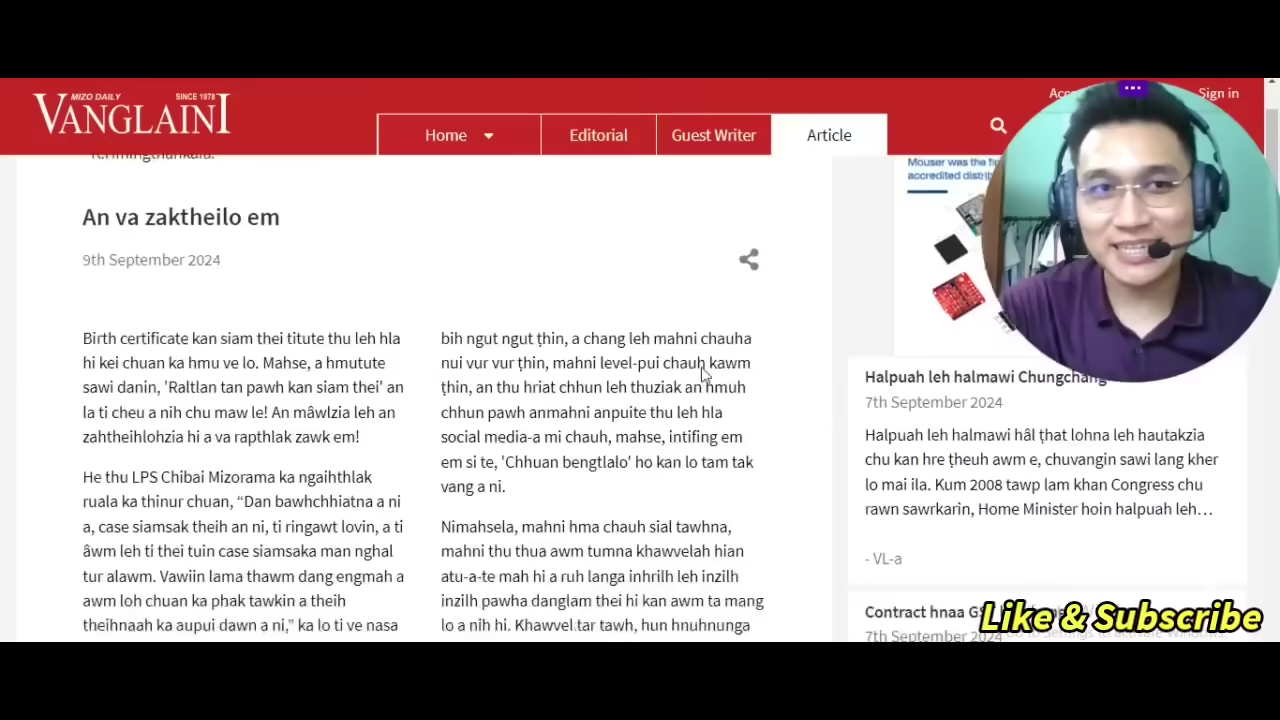 MIZO DAILY
SINCE 1978
VANGLAINI
Home
Editorial
Guest Writer
Article
Sign in
An va zaktheilo em
9th September 2024
Birth certificate kan siam thei titute thu leh hla
hi kei chuan ka hmu ve lo. Mahse, a hmutute
sawi danin, 'Raltlan tan pawh kan siam thei' an
la ti cheu a nih chu maw le! An mâwlzia leh an
zahtheihlohzia hi a va rapthlak zawk em!
He thu LPS Chibai Mizorama ka ngaihthlak
ruala ka thinur chuan, “Dan bawhchhiatna a ni
a, case siamsak theih an ni, ti ringawt lovin, a ti
âwm leh ti thei tuin case siamsaka man nghal
tur alawm. Vawiin lama thawm dang engmah a
awm loh chuan ka phak tawkin a theih
theihnaah ka aupui dawn a ni,” ka lo ti ve nasa
bih ngut ngut ṭhin, a chang leh mahni chauha
nui vur vur ṭhin, mahni level-pui chauh kawm
ṭhin, an thu hriat chhun leh thuziak an hmuh
chhun pawh anmahni anpuite thu leh hla
social media-a mi chauh, mahse, intifing em
em si te, 'Chhuan bengtlalo' ho kan lo tam tak
vang a ni.
Nimahsela, mahni hma chauh sial tawhna,
mahni thu thua awm tumna khawvelah hian
atu-a-te mah hi a ruh langa inhrilh leh inzilh
inzilh pawha danglam thei hi kan awm ta mang
lo a nih hi. Khawvel tar tawh, hun hnuhnunga
Mouser was the
Halpuah leh halmawi Chungchang
7th September 2024
Halpuah leh halmawi hâl ṭhat lohna leh hautakzia
chu kan hre ṭheuh awm e, chuvangin sawi lang kher
lo mai ila. Kum 2008 tawp lam khan Congress chu
rawn sawrkarin, Home Minister hoin halpuah leh...
- VL-a
Contract hnaa
7th September 2024
Like & Subscribe